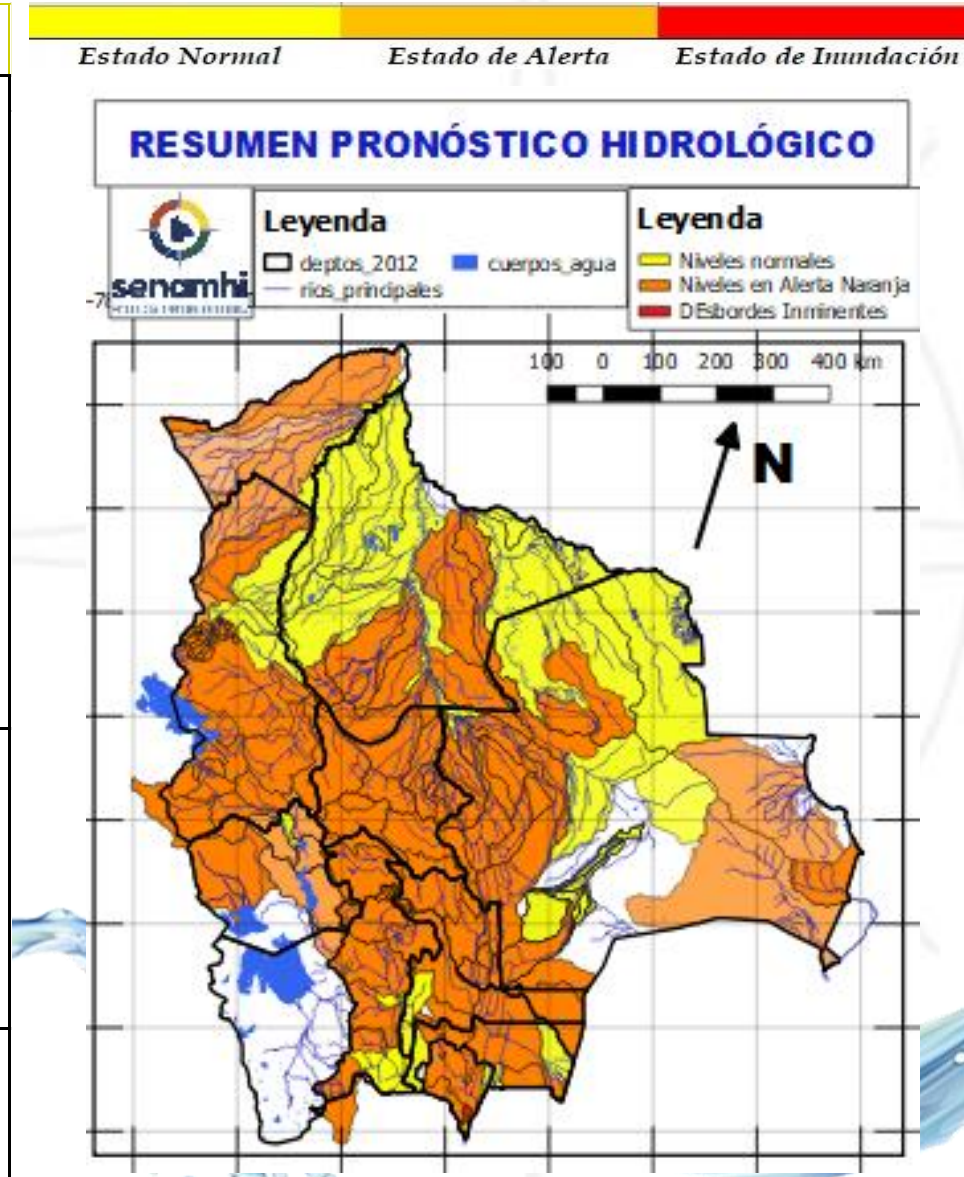 Estado Normal Estado de Alerta Estado de Inundación
RESUMEN PRONÓSTICO HIDROLÓGICO
senamhi
Leyenda
deptos_2012 cuerpos_agua
rios_principales
Leyenda
Niveles normales
Niveles en Alerta Naranja
DEsbordes Inminentes
100 0 100 200 300 400 km
N